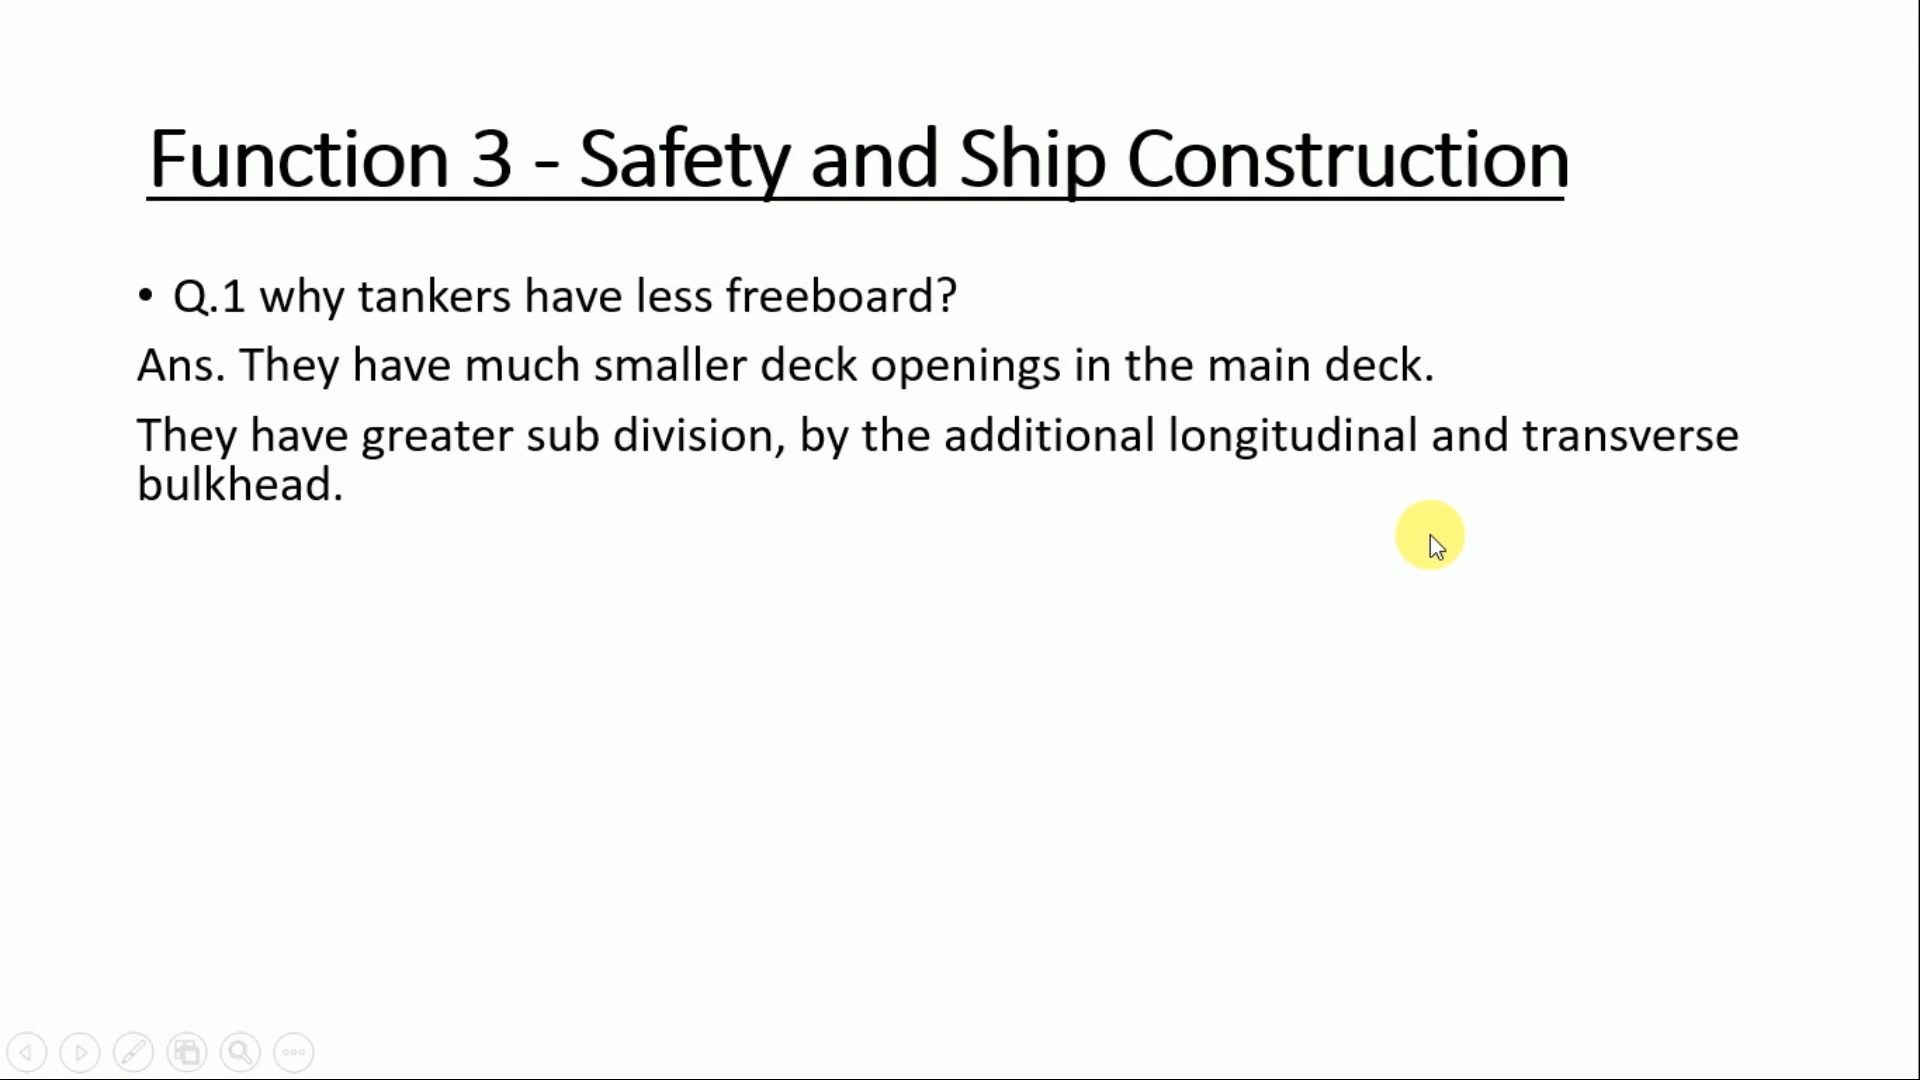 Function 3 - Safety and Ship Construction
• Q.1 why tankers have less freeboard?
Ans. They have much smaller deck openings in the main deck.
They have greater sub division, by the additional longitudinal and transverse
bulkhead.